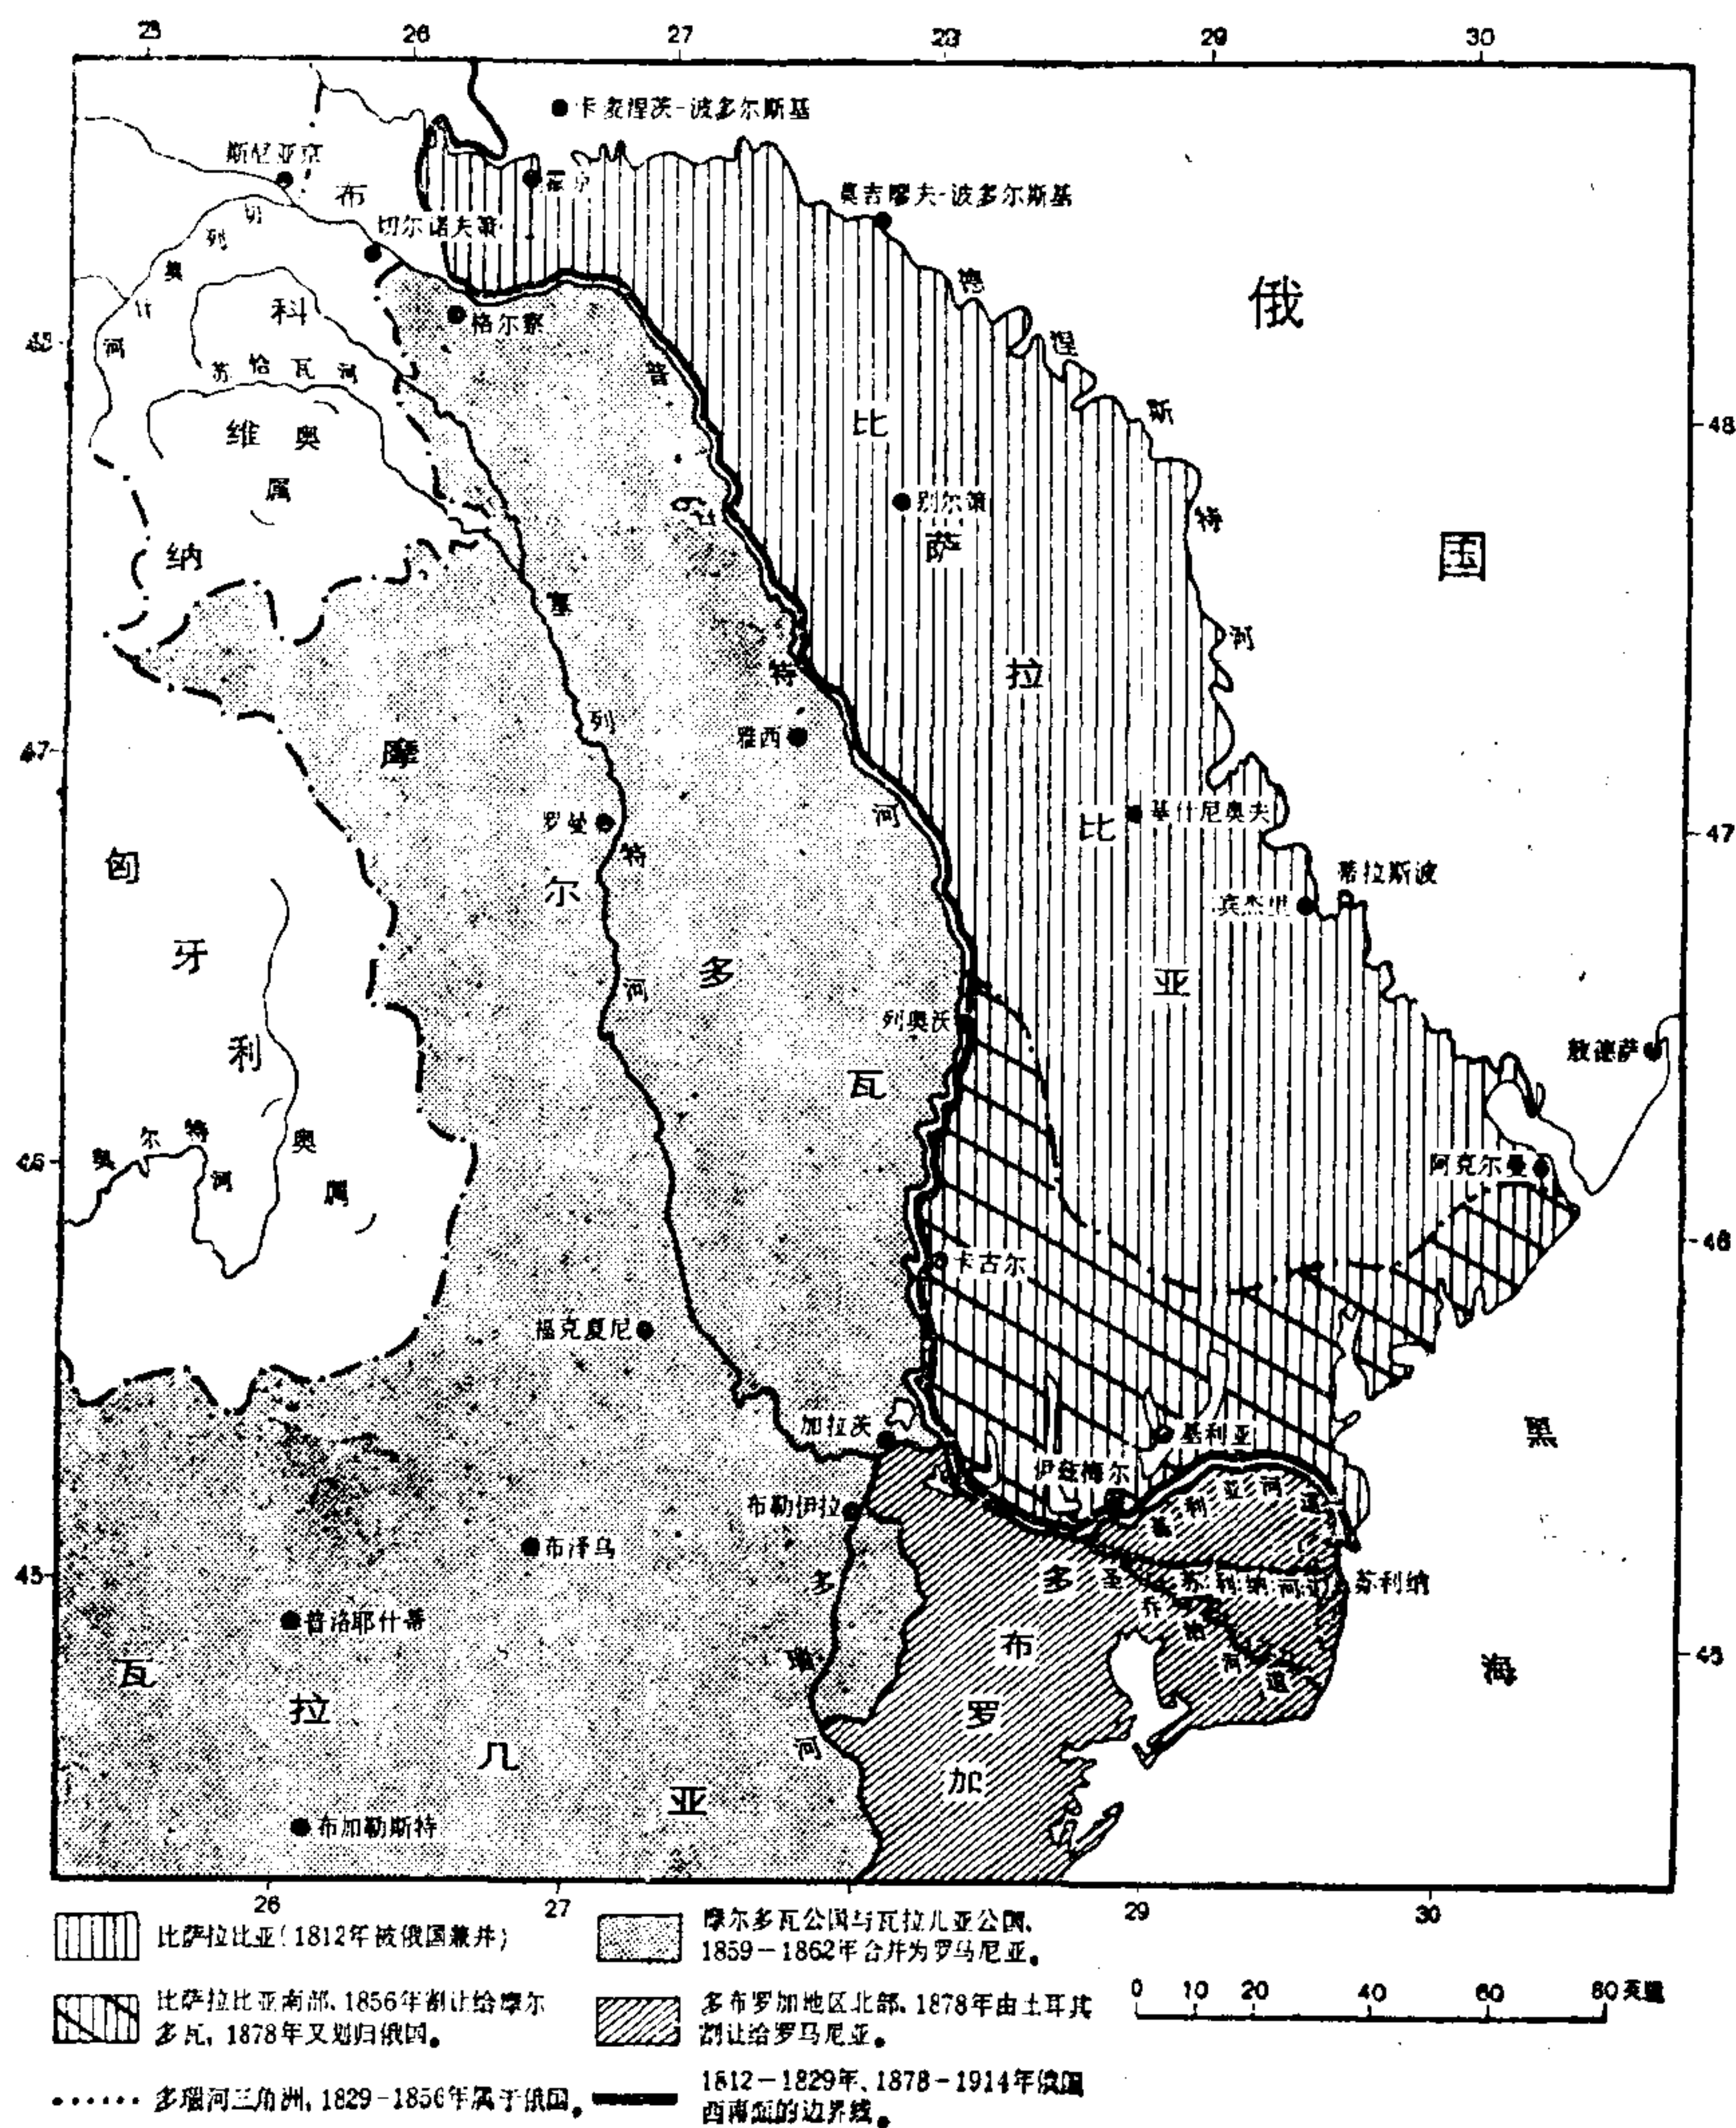 25 26 27 28 29 30
卡麦涅茨-波多尔斯基
斯尼亚京
布
切尔诺夫策
莫吉廖夫-波多尔斯基
俄
国
科
苏恰瓦河
维奥
属
纳
格尔察
普
鲁
特
河
德
涅
斯
特
河
比
萨
拉
比
亚
别尔策
48
48
47
47
46
46
45
45
塞
列
特
河
摩
尔
多
瓦
雅西
罗曼
基什尼奥夫
蒂拉斯波
宾杰里
匈
牙
利
奥
属
奥尔特
河
列奥沃
敖德萨
阿克尔曼
卡古尔
福克夏尼
加拉茨
基利亚
伊兹梅尔
布勒伊拉
布泽乌
基利亚河道
苏利纳河道
苏利纳
圣
乔
治
河
道
多
瑙
河
多
布
罗
加
黑
海
普洛耶什蒂
瓦
拉
几
亚
布加勒斯特
26 27 29 30
比萨拉比亚(1812年被俄国兼并)
摩尔多瓦公国与瓦拉几亚公国,
1859-1862年合并为罗马尼亚。
比萨拉比亚南部,1856年割让给摩尔
多瓦,1878年又划归俄国。
多布罗加地区北部,1878年由土耳其
割让给罗马尼亚。
0 10 20 40 60 80英里
多瑙河三角洲,1829-1856年属于俄国。
1812-1829年、1878-1914年俄国
西南面的边界线。